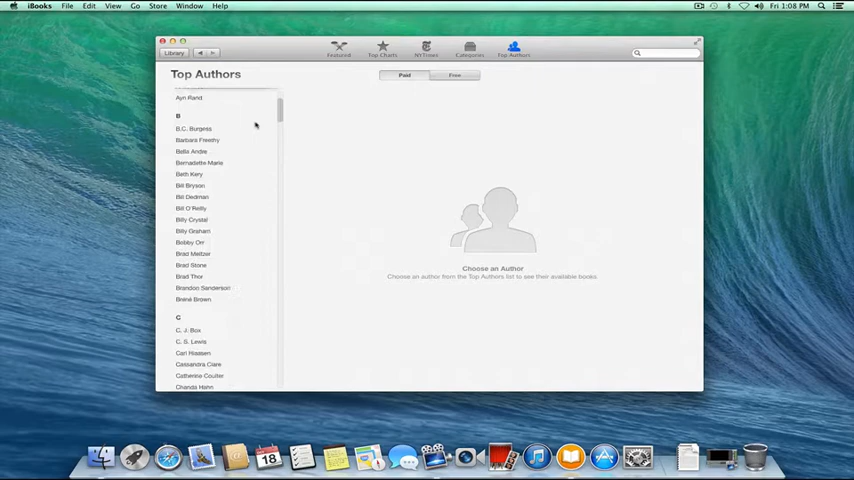 iBooks File Edit View Go Store Window Help
Fri 1:08 PM
Library
Featured Top Charts NYTimes Categories Top Authors
Top Authors
Paid Free
Ayn Rand
B
B.C. Burgess
Barbara Freethy
Bella Andre
Bernadette Marie
Beth Kery
Bill Bryson
Bill Dedman
Bill O'Reilly
Billy Crystal
Billy Graham
Bobby Orr
Brad Meltzer
Brad Stone
Brad Thor
Brandon Sanderson
Brené Brown
C
C. J. Box
C. S. Lewis
Carl Hiaasen
Cassandra Clare
Catherine Coulter
Chanda Hahn
Choose an Author
Choose an author from the Top Authors list to see their available books.
18